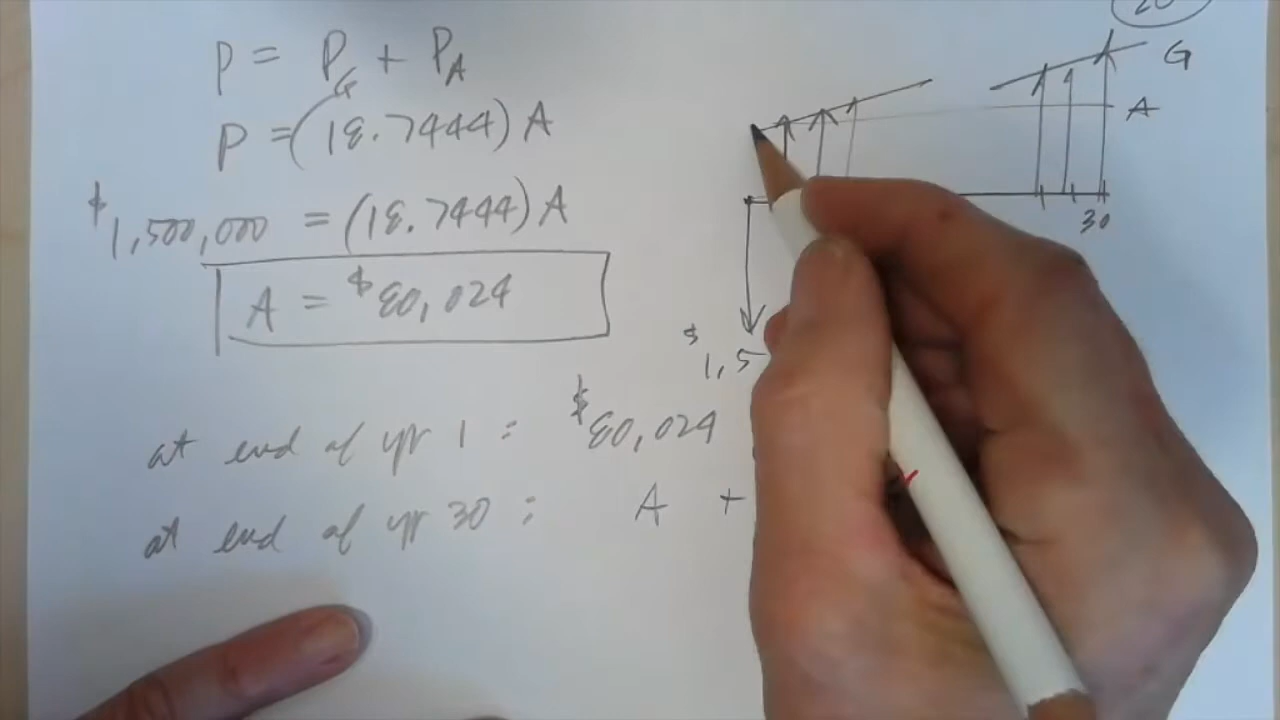 P = P_G + P_A
P = (18.7444) A
$1,500,000 = (18.7444) A
A = $80,024
at end of yr 1 : $80,024
at end of yr 30 : A +
20
G
A
30
$1,5